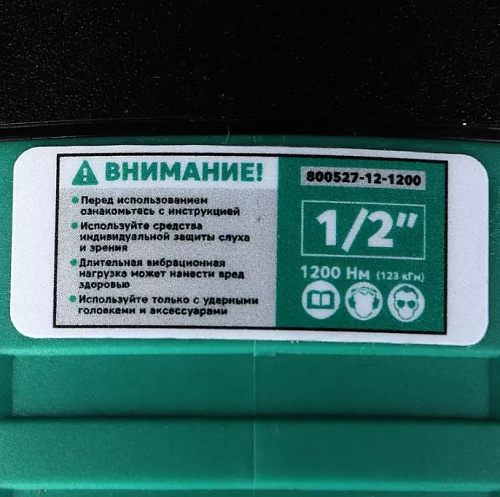 ВНИМАНИЕ!
Перед использованием
ознакомьтесь с инструкцией
Используйте средства
индивидуальной защиты слуха
и зрения
Длительная вибрационная
нагрузка может нанести вред
здоровью
Используйте только с ударными
головками и аксессуарами
800527-12-1200
1/2”
1200 Нм (123 кГм)